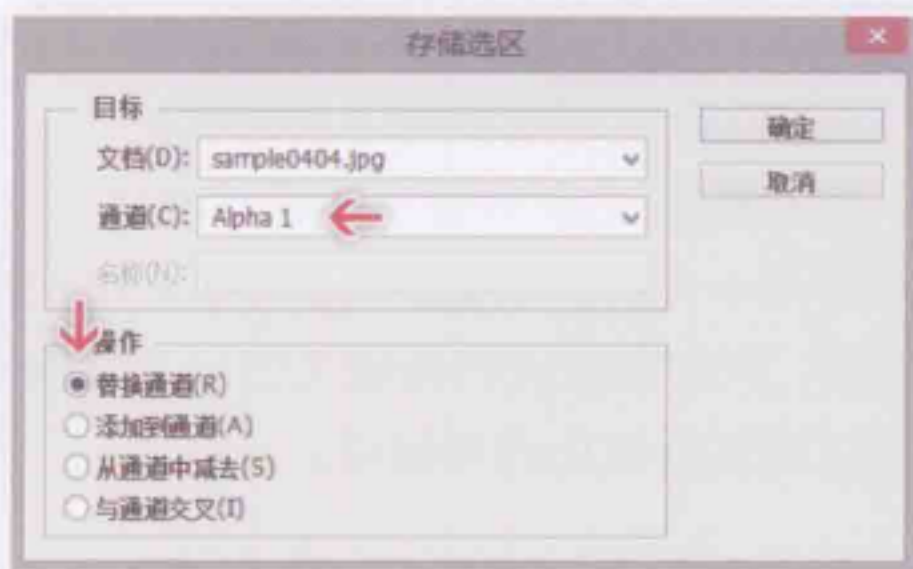 存储选区
目标
文档(D): sample0404.jpg
通道(C): Alpha 1
名称(N):
确定
取消
操作
替换通道(R)
添加到通道(A)
从通道中减去(S)
与通道交叉(I)